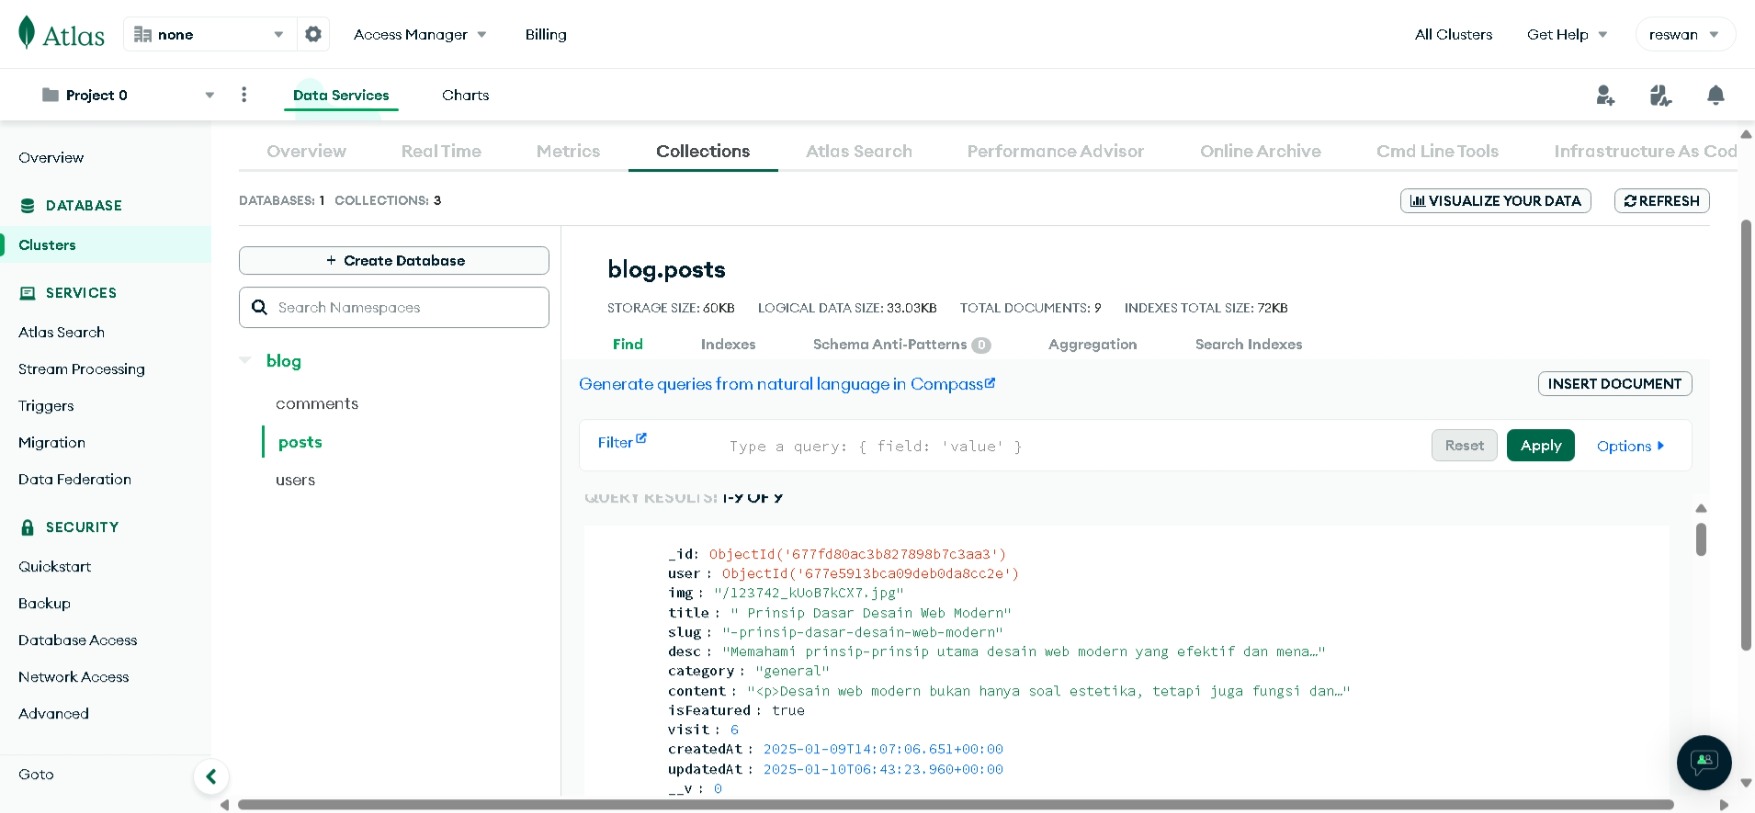 Atlas
none
Access Manager
Billing
All Clusters
Get Help
reswan
Project 0
Data Services
Charts
Overview
DATABASE
Clusters
SERVICES
Atlas Search
Stream Processing
Triggers
Migration
Data Federation
SECURITY
Quickstart
Backup
Database Access
Network Access
Advanced
Goto
Overview
Real Time
Metrics
Collections
Atlas Search
Performance Advisor
Online Archive
Cmd Line Tools
Infrastructure As Cod
DATABASES: 1 COLLECTIONS: 3
VISUALIZE YOUR DATA
REFRESH
+ Create Database
Search Namespaces
blog
comments
posts
users
blog.posts
STORAGE SIZE: 60KB LOGICAL DATA SIZE: 33.03KB TOTAL DOCUMENTS: 9 INDEXES TOTAL SIZE: 72KB
Find
Indexes
Schema Anti-Patterns 0
Aggregation
Search Indexes
Generate queries from natural language in Compass
INSERT DOCUMENT
Filter
Type a query: { field: 'value' }
Reset
Apply
Options
QUERY RESULTS: 1-9 OF 9
_id: ObjectId('677fd80ac3b827898b7c3aa3')
user : ObjectId('677e5913bca09deb0da8cc2e')
img : "/123742_kUoB7kCX7.jpg"
title : " Prinsip Dasar Desain Web Modern"
slug : "-prinsip-dasar-desain-web-modern"
desc : "Memahami prinsip-prinsip utama desain web modern yang efektif dan mena…"
category : "general"
content : "<p>Desain web modern bukan hanya soal estetika, tetapi juga fungsi dan…"
isFeatured : true
visit : 6
createdAt : 2025-01-09T14:07:06.651+00:00
updatedAt : 2025-01-10T06:43:23.960+00:00
__v : 0